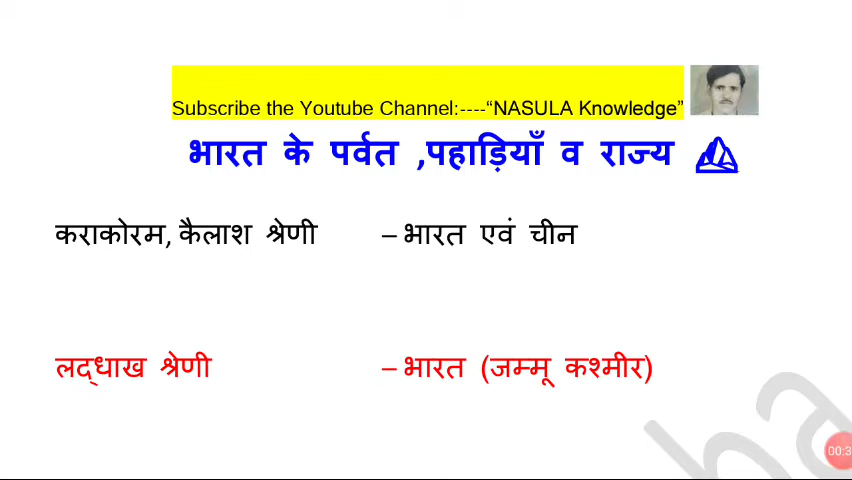 Subscribe the Youtube Channel:----“NASULA Knowledge”
भारत के पर्वत ,पहाड़ियाँ व राज्य
कराकोरम, कैलाश श्रेणी – भारत एवं चीन
लद्धाख श्रेणी – भारत (जम्मू कश्मीर)